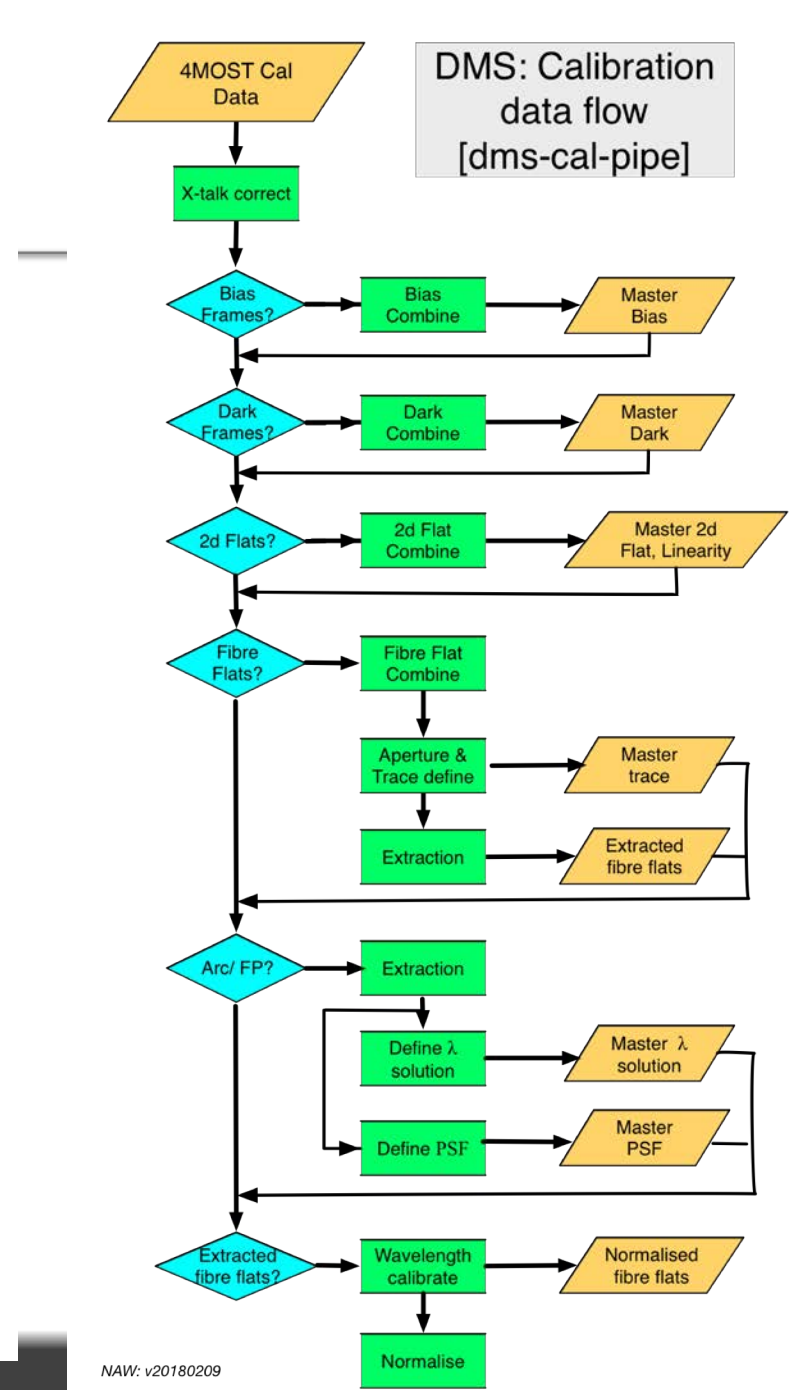 4MOST Cal
Data
DMS: Calibration
data flow
[dms-cal-pipe]
X-talk correct
Bias
Frames?
Bias
Combine
Master
Bias
Dark
Frames?
Dark
Combine
Master
Dark
2d Flats?
2d Flat
Combine
Master 2d
Flat, Linearity
Fibre
Flats?
Fibre Flat
Combine
Aperture &
Trace define
Master
trace
Extraction
Extracted
fibre flats
Arc/ FP?
Extraction
Define λ
solution
Master λ
solution
Define PSF
Master
PSF
Extracted
fibre flats?
Wavelength
calibrate
Normalised
fibre flats
Normalise
NAW: v20180209